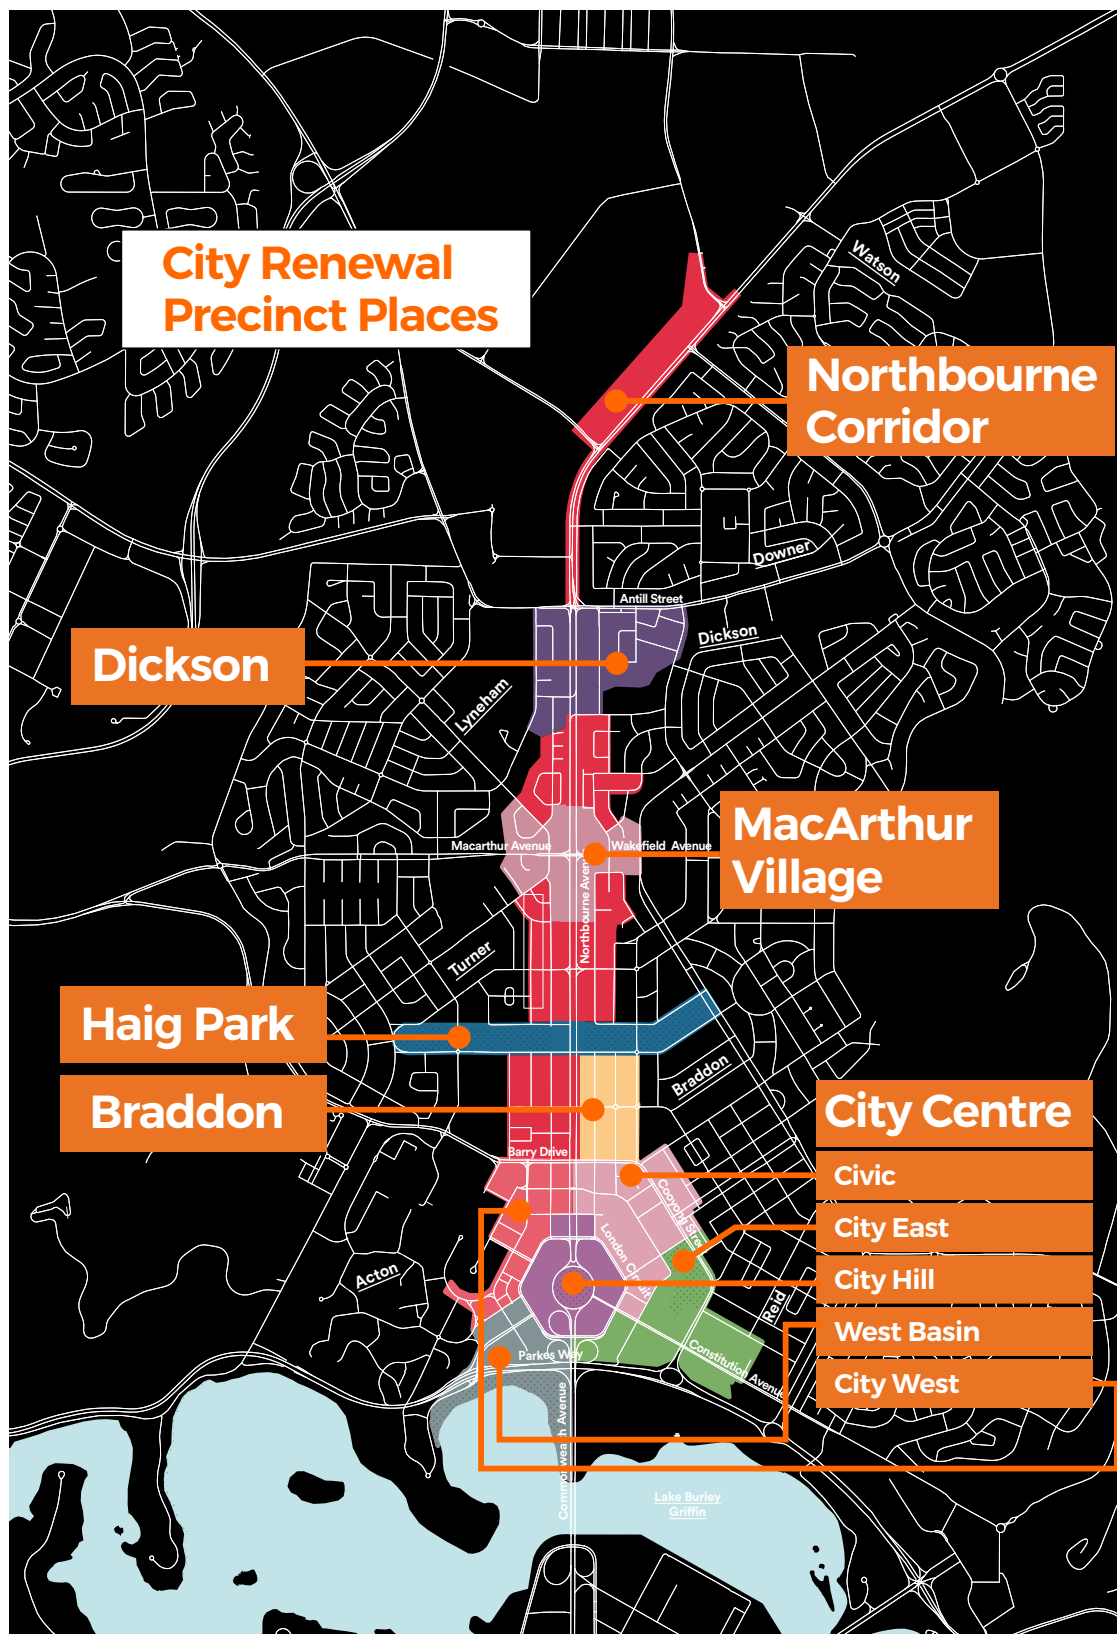 City Renewal
Precinct Places
Watson
Northbourne
Corridor
Downer
Antill Street
Dickson
Dickson
Lyneham
MacArthur
Village
Macarthur Avenue
Wakefield Avenue
Northbourne Avenue
Turner
Haig Park
Braddon
Braddon
City Centre
Barry Drive
Civic
Cooyong Street
City East
London Circuit
City Hill
Acton
Reid
West Basin
Parkes Way
Constitution Avenue
City West
Commonwealth Avenue
Lake Burley
Griffin